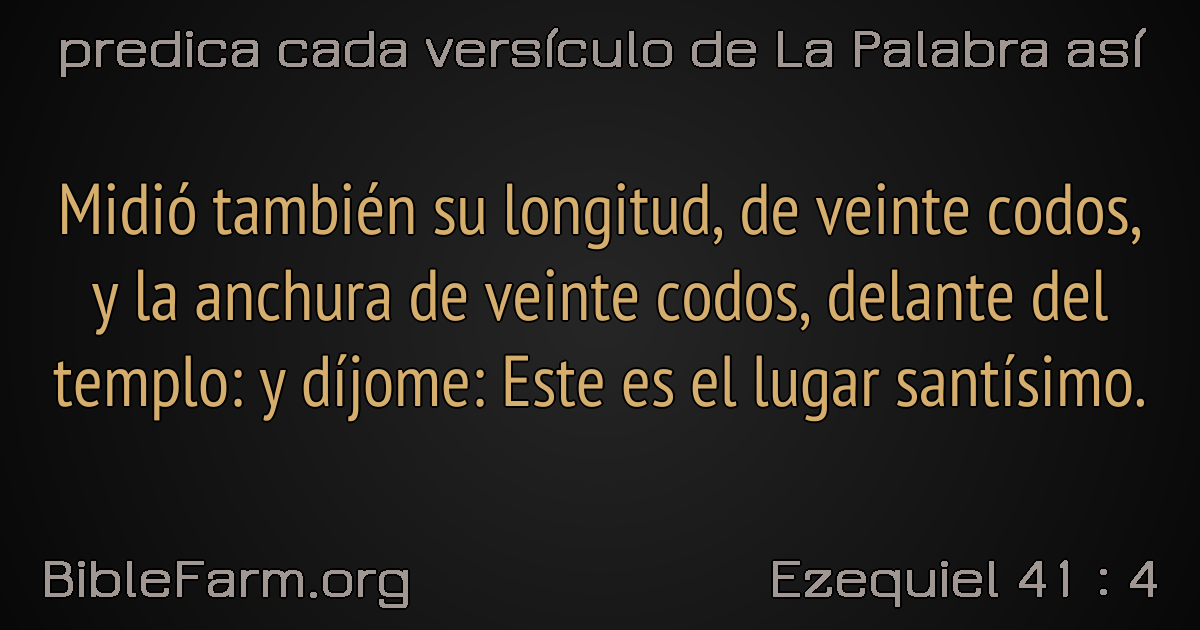 predica cada versículo de La Palabra así
Midió también su longitud, de veinte codos,
y la anchura de veinte codos, delante del
templo: y díjome: Este es el lugar santísimo.
BibleFarm.org
Ezequiel 41 : 4